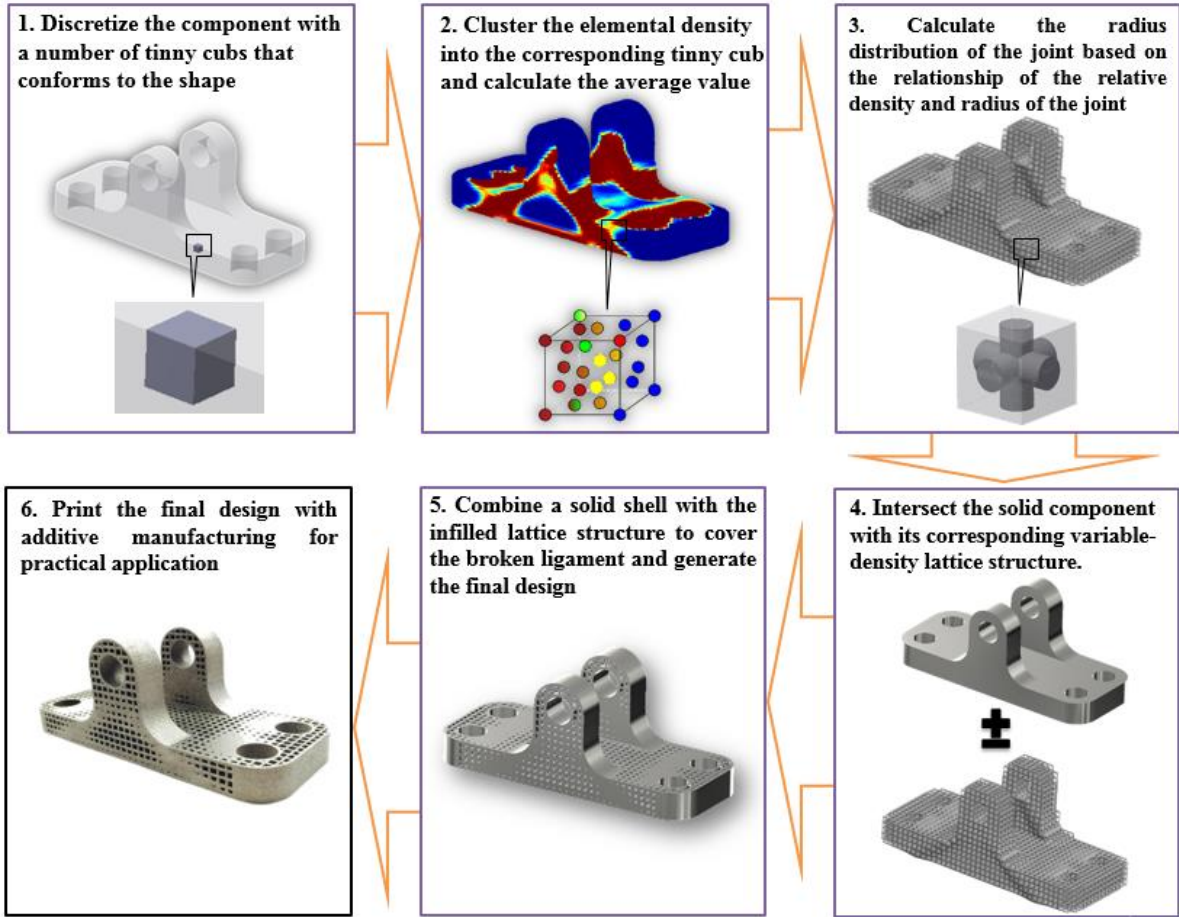 1. Discretize the component with
a number of tinny cubs that
conforms to the shape
2. Cluster the elemental density
into the corresponding tinny cub
and calculate the average value
3. Calculate the radius
distribution of the joint based on
the relationship of the relative
density and radius of the joint
6. Print the final design with
additive manufacturing for
practical application
5. Combine a solid shell with the
infilled lattice structure to cover
the broken ligament and generate
the final design
4. Intersect the solid component
with its corresponding variable-
density lattice structure.
±